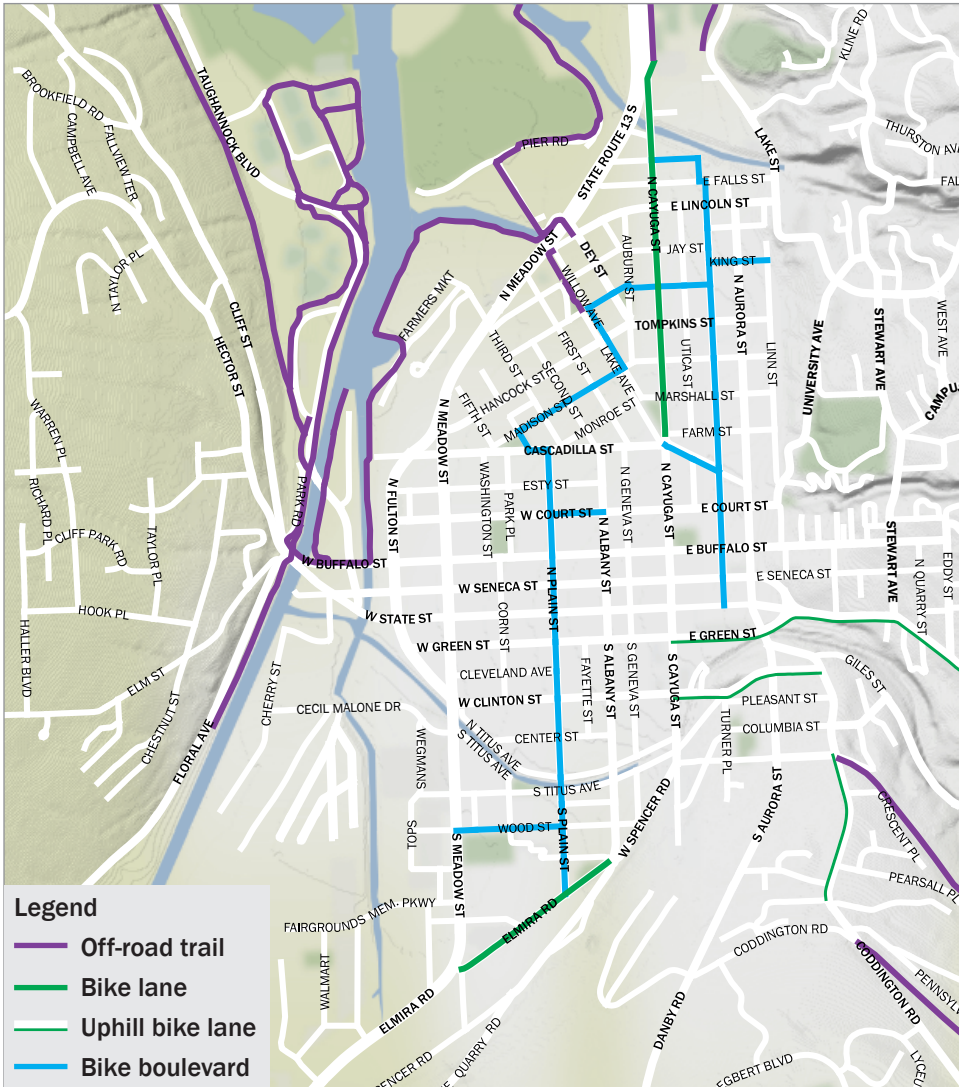 KLINE RD
BROOKFIELD RD
TAUGHANNOCK BLVD
CAMPBELL AVE
FALLVIEW TER
STATE ROUTE 13 S
PIER RD
LAKE ST
THURSTON AV
FAL
E FALLS ST
N CAYUGA ST
E LINCOLN ST
N TAYLOR PL
N MEADOW ST
DEY ST
AUBURN ST
JAY ST
KING ST
WILLOW AVE
N AURORA ST
FARMERS MKT
CLIFF ST
HECTOR ST
TOMPKINS ST
STEWART AVE
WEST AVE
UNIVERSITY AVE
THIRD ST
FIRST ST
LAKE AVE
UTICA ST
LINN ST
SECOND ST
HANCOCK ST
FIFTH ST
MADISON ST
MONROE ST
MARSHALL ST
CAMPU
WARREN PL
N MEADOW ST
FARM ST
CASCADILLA ST
RICHARD PL
PARK RD
N FULTON ST
WASHINGTON ST
PARK PL
ESTY ST
N GENEVA ST
N CAYUGA ST
W COURT ST
E COURT ST
CLIFF PARK RD
TAYLOR PL
N ALBANY ST
STEWART AVE
W BUFFALO ST
E BUFFALO ST
N QUARRY ST
EDDY ST
E SENECA ST
W SENECA ST
N PLAIN ST
HOOK PL
W STATE ST
CORN ST
HALLER BLVD
W GREEN ST
E GREEN ST
S ALBANY ST
S GENEVA ST
S CAYUGA ST
FAYETTE ST
GILES ST
ELM ST
CLEVELAND AVE
CHERRY ST
W CLINTON ST
PLEASANT ST
CHESTNUT ST
CECIL MALONE DR
TURNER PL
COLUMBIA ST
FLORAL AVE
N TITUS AVE
S TITUS AVE
CENTER ST
WEGMANS
S TITUS AVE
W SPENCER RD
S AURORA ST
TOPS
WOOD ST
S PLAIN ST
CRESCENT PL
S MEADOW ST
PEARSALL PL
FAIRGROUNDS MEM. PKWY
ELMIRA RD
CODDINGTON RD
CODDINGTON RD
WALMART
PENNSYLV
ELMIRA RD
DANBY RD
PENCER RD
QUARRY RD
EGBERT BLVD
LYCEU
Legend
Off-road trail
Bike lane
Uphill bike lane
Bike boulevard